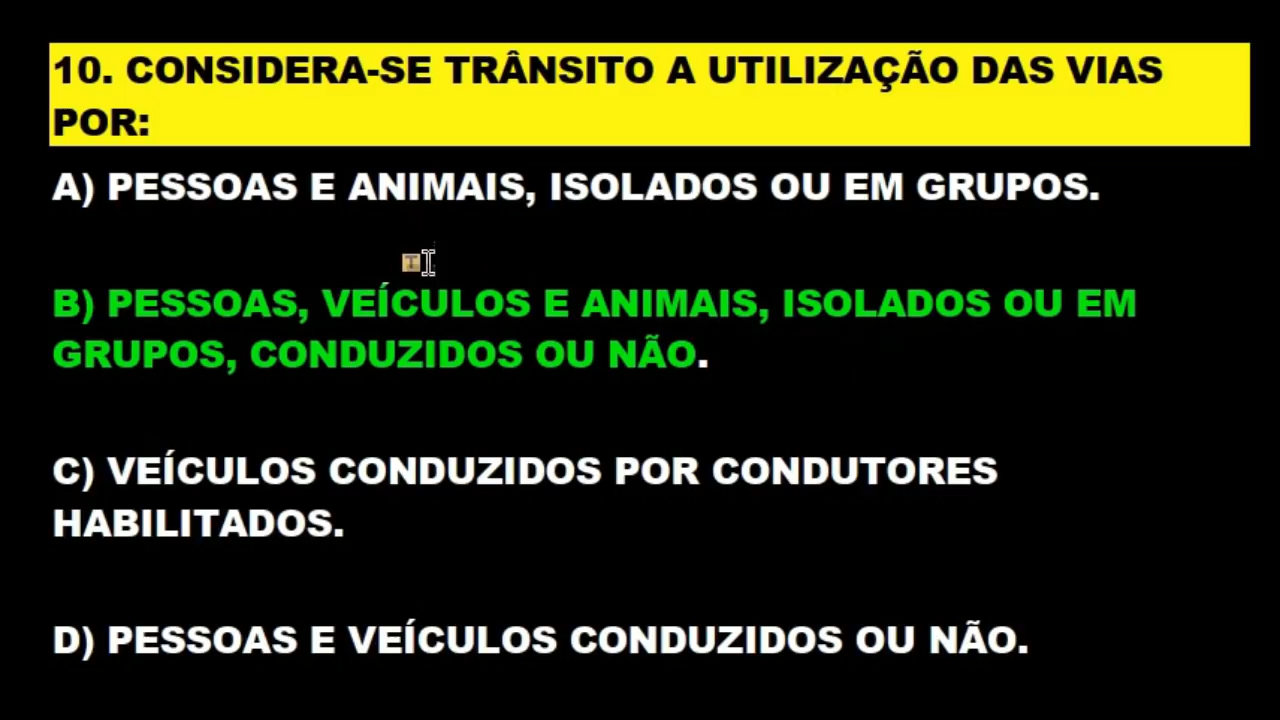 10. CONSIDERA-SE TRÂNSITO A UTILIZAÇÃO DAS VIAS
POR:
A) PESSOAS E ANIMAIS, ISOLADOS OU EM GRUPOS.
B) PESSOAS, VEÍCULOS E ANIMAIS, ISOLADOS OU EM
GRUPOS, CONDUZIDOS OU NÃO.
C) VEÍCULOS CONDUZIDOS POR CONDUTORES
HABILITADOS.
D) PESSOAS E VEÍCULOS CONDUZIDOS OU NÃO.